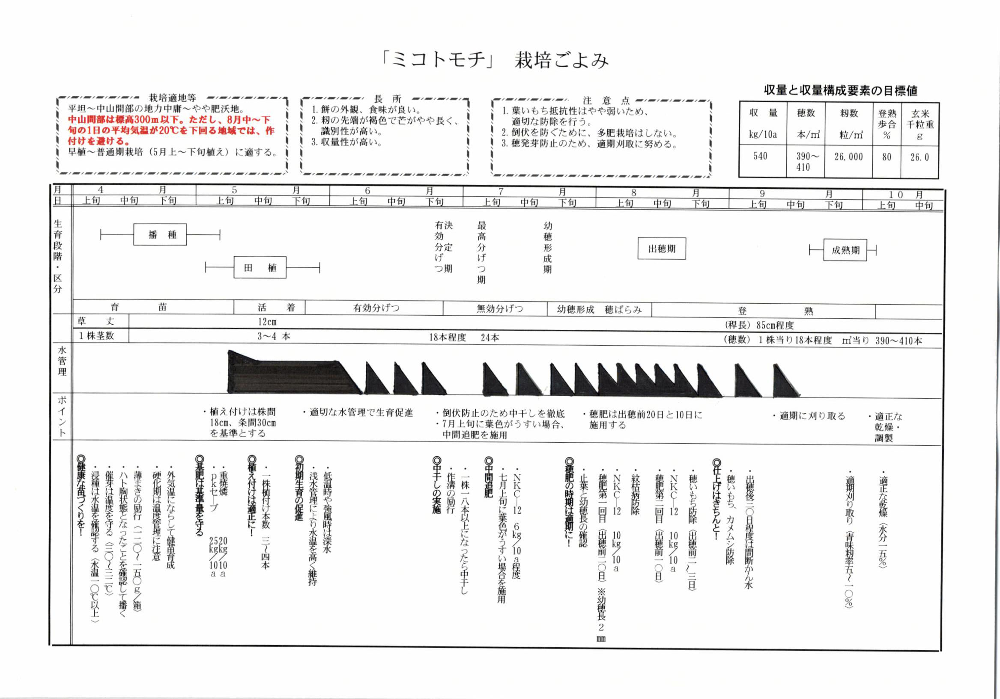 「ミコトモチ」 栽培ごよみ
栽培適地等
平坦～中山間部の地力中庸～やや肥沃地。
中山間部は標高300m以下。ただし、8月中～下
旬の1日の平均気温が20℃を下回る地域では、作
付けを避ける。
早植～普通期栽培（5月上～下旬植え）に適する。
長 所
1. 餅の外観、食味が良い。
2. 籾の先端が褐色で芒がやや長く、
識別性が高い。
3. 収量性が高い。
注 意 点
1. 葉いもち抵抗性はやや弱いため、
適切な防除を行う。
2. 倒伏を防ぐために、多肥栽培はしない。
3. 穂発芽防止のため、適期刈取に努める。
収量と収量構成要素の目標値
収 量 穂数 籾数 登熟 玄米
歩合 千粒重
kg/10a 本/㎡ 粒/㎡ % g
540 390～ 26,000 80 26.0
410
月 4 月 5 月 6 月 7 月 8 月 9 月 10 月
日 上旬 中旬 下旬 上旬 中旬 下旬 上旬 中旬 下旬 上旬 中旬 下旬 上旬 中旬 下旬 上旬 中旬 下旬 上旬 中旬
生育段階・区分
播 種
田 植
有効分げつ
決定期
最高分げつ期
幼穂形成期
出穂期
成熟期
育 苗 活 着 有効分げつ 無効分げつ 幼穂形成 穂ばらみ 登 熟
草 丈 12cm (稈長) 85cm程度
1株茎数 3～4 本 18本程度 24本 (穂数) 1株当り18本程度 ㎡当り 390～410本
水管理
ポイント
・植え付けは株間
18cm、条間30cm
を基準とする
・適切な水管理で生育促進
・倒伏防止のため中干しを徹底
・7月上旬に葉色がうすい場合、
中間追肥を施用
・穂肥は出穂前20日と10日に
施用する
・適期に刈り取る
・適正な
乾燥・
調製
◎健康な苗づくりを！
・浸種は水温を確認する（水温一〇℃以上）
・催芽は温度を守る（三〇～三二℃）
・ハト胸状態となったことを確認して播く
・薄まきの励行（一二〇～一五〇g／箱）
・硬化期は温度管理に注意
・外気温にならして健苗育成
◎基肥は基準量を守る
・pkセーブ 25kg／10a
・重焼燐 20kg／10a
◎植え付けは適正に！
・一株植付け本数 三～四本
◎初期生育の促進
・浅水管理により水温を高く維持
・低温時や強風時は深水
◎中干しの実施
・作溝の励行
・一株一八本以上になったら中干し
◎中間追肥
・七月上旬に葉色がうすい場合を施用
・NKC―12 6kg／10a程度
◎穂肥の時期は適期に！
・止葉と幼穂長の確認
・穂肥第一回目（出穂前二〇日）※幼穂長2mm
・NKC―12 10kg／10a
・紋枯病防除
・穂肥第二回目（出穂前一〇日）
・NKC―12 10kg／10a
・穂いもち防除（出穂前二～三日）
◎仕上げはきちんと！
・穂いもち、カメムシ防除
・出穂後三〇日程度は間断かん水
・適期刈り取り（青味籾率五～一〇％）
・適正な乾燥（水分一五％）